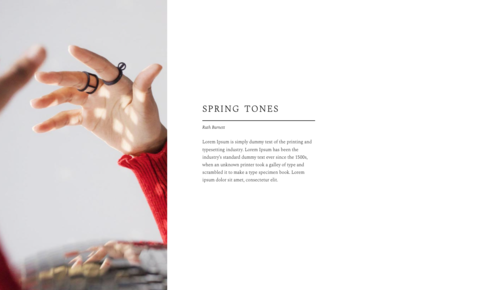 SPRING TONES
Ruth Burton
Lorem Ipsum is simply dummy text of the printing and
typesetting industry. Lorem Ipsum has been the
industry's standard dummy text ever since the 1500s,
when an unknown printer took a galley of type and
scrambled it to make a type specimen book. Lorem
ipsum dolor sit amet, consectetur elit.